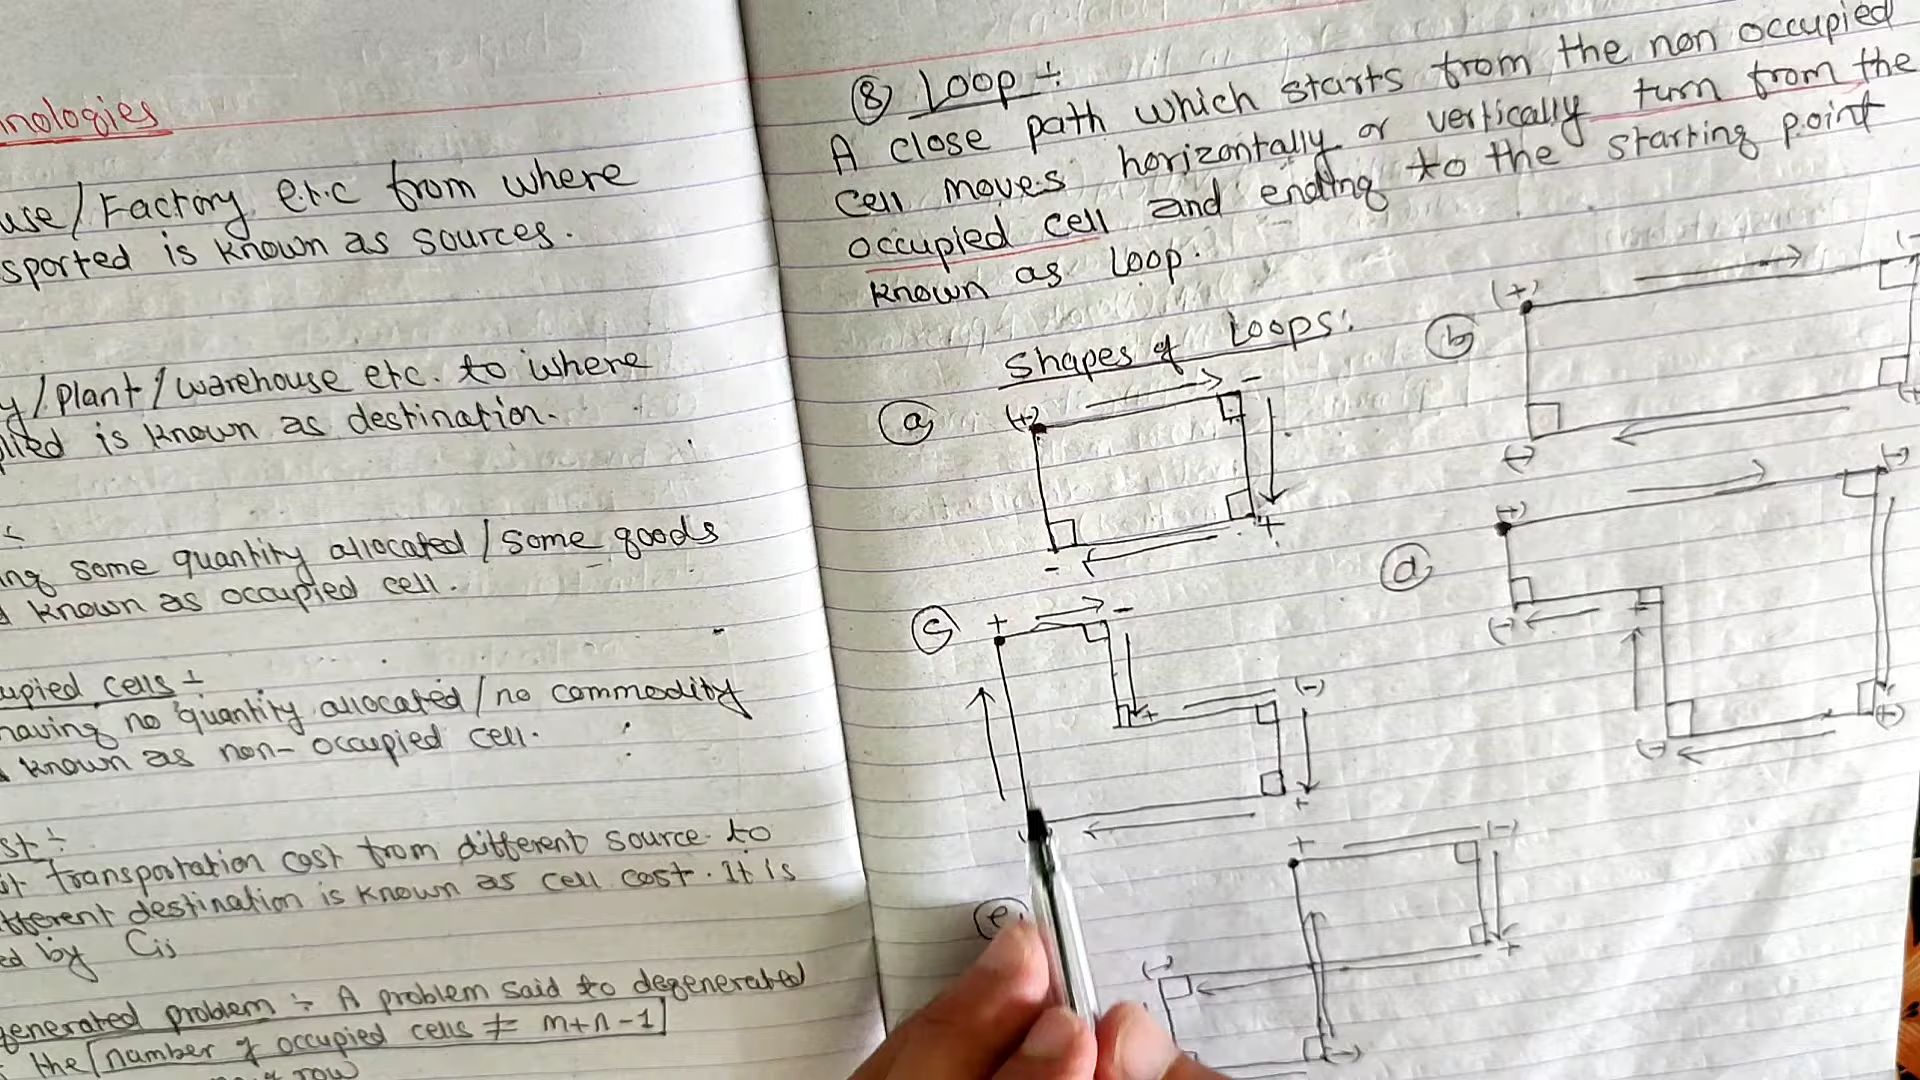 nologies
use/Factory etc from where
sported is known as sources.
y/plant/warehouse etc. to where
plied is known as destination.
ing some quantity allocated/some goods
d known as occupied cell.
upied cells ÷
having no quantity allocated/no commodity
known as non-occupied cell.
st ÷
it transportation cost from different source to
fferent destination is known as cell cost. It is
ed by Cij
generated problem :- A problem said to degenerated
the number of occupied cells ≠ m+n-1
row
⑧ Loop ÷
A close path which starts from the non occupied
cell moves horizontally or vertically turn from the
occupied cell and ending to the starting point
known as Loop.
Shapes of Loops:
ⓐ (+) - + -
ⓑ (+) (-) (+) (-)
ⓒ + - + (-) +
ⓓ (+) (-) (+) (-) + (-)
ⓔ + (-) + (-) (-)